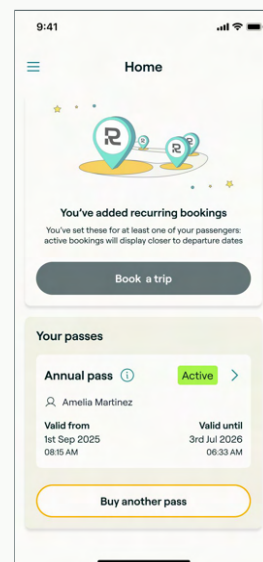 9:41
Home
R
R
R
You've added recurring bookings
You've set these for at least one of your passengers:
active bookings will display closer to departure dates
Book a trip
Your passes
Annual pass
Active
Amelia Martinez
Valid from
Valid until
1st Sep 2025
3rd Jul 2026
08:15 AM
06:33 AM
Buy another pass